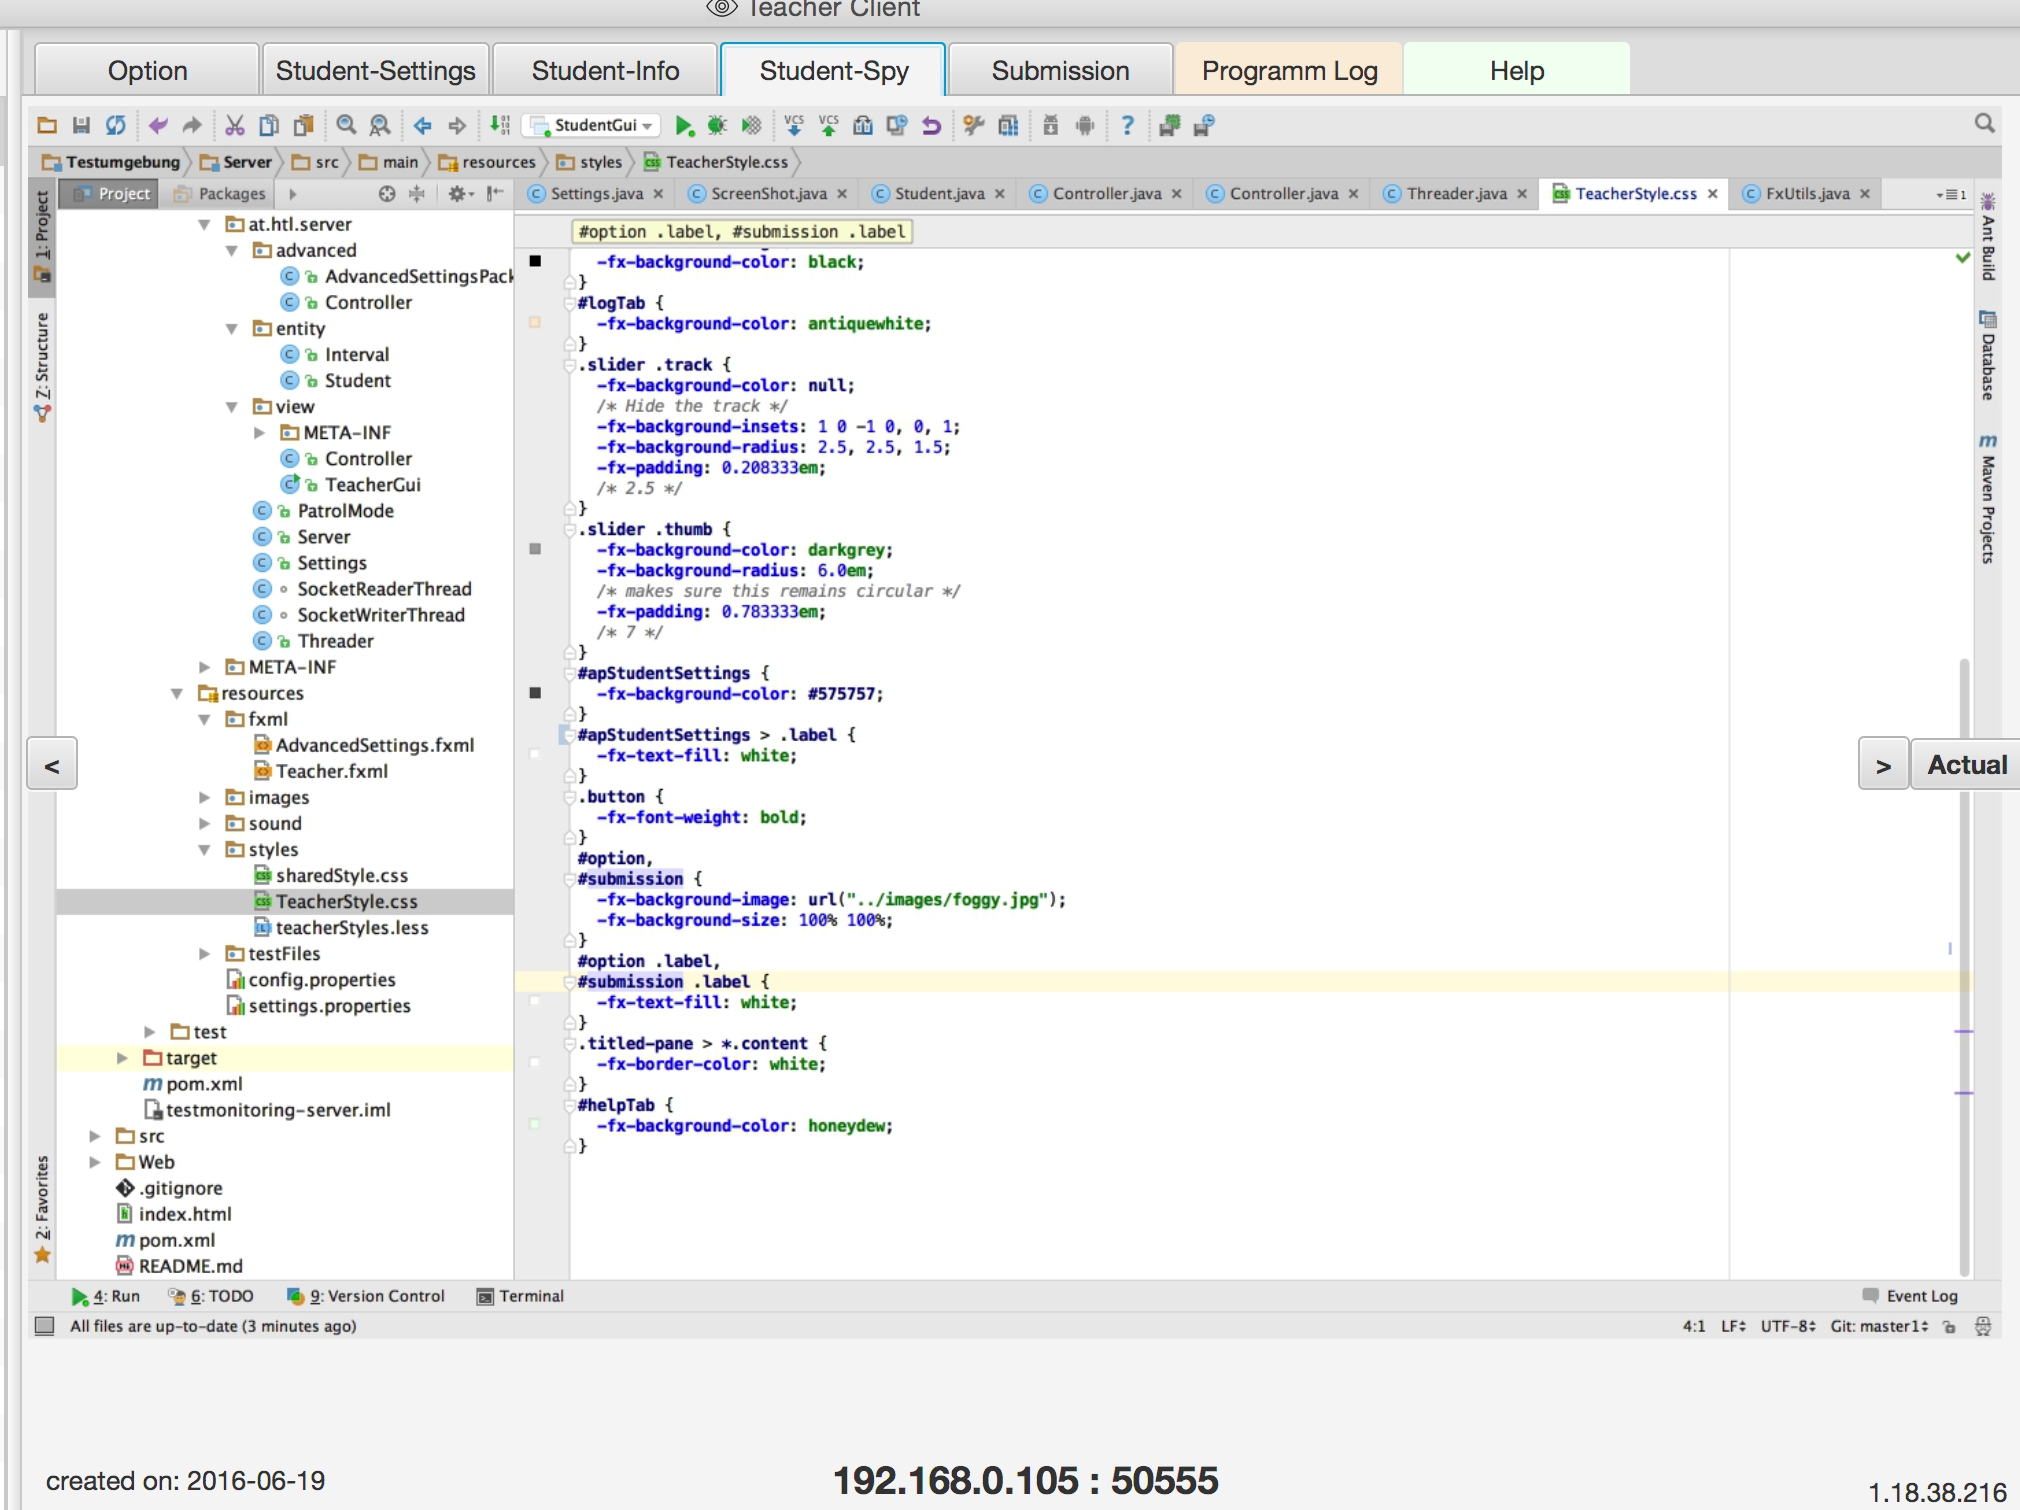 Teacher Client
Option Student-Settings Student-Info Student-Spy Submission Programm Log Help
StudentGui
Testumgebung Server src main resources styles TeacherStyle.css
Project Packages Settings.java ScreenShot.java Student.java Controller.java Controller.java Threader.java TeacherStyle.css FxUtils.java
1: Project
Z: Structure
2: Favorites
at.htl.server
advanced
AdvancedSettingsPack
Controller
entity
Interval
Student
view
META-INF
Controller
TeacherGui
PatrolMode
Server
Settings
SocketReaderThread
SocketWriterThread
Threader
META-INF
resources
fxml
AdvancedSettings.fxml
Teacher.fxml
images
sound
styles
sharedStyle.css
TeacherStyle.css
teacherStyles.less
testFiles
config.properties
settings.properties
test
target
pom.xml
testmonitoring-server.iml
src
Web
.gitignore
index.html
pom.xml
README.md
#option .label, #submission .label
-fx-background-color: black;
}
#logTab {
-fx-background-color: antiquewhite;
}
.slider .track {
-fx-background-color: null;
/* Hide the track */
-fx-background-insets: 1 0 -1 0, 0, 1;
-fx-background-radius: 2.5, 2.5, 1.5;
-fx-padding: 0.208333em;
/* 2.5 */
}
.slider .thumb {
-fx-background-color: darkgrey;
-fx-background-radius: 6.0em;
/* makes sure this remains circular */
-fx-padding: 0.783333em;
/* 7 */
}
#apStudentSettings {
-fx-background-color: #575757;
}
#apStudentSettings > .label {
-fx-text-fill: white;
}
.button {
-fx-font-weight: bold;
}
#option,
#submission {
-fx-background-image: url("../images/foggy.jpg");
-fx-background-size: 100% 100%;
}
#option .label,
#submission .label {
-fx-text-fill: white;
}
.titled-pane > *.content {
-fx-border-color: white;
}
#helpTab {
-fx-background-color: honeydew;
}
Ant Build
Database
Maven Projects
< > Actual
4: Run 6: TODO 9: Version Control Terminal Event Log
All files are up-to-date (3 minutes ago) 4:1 LF UTF-8 Git: master1
created on: 2016-06-19 192.168.0.105 : 50555 1.18.38.216